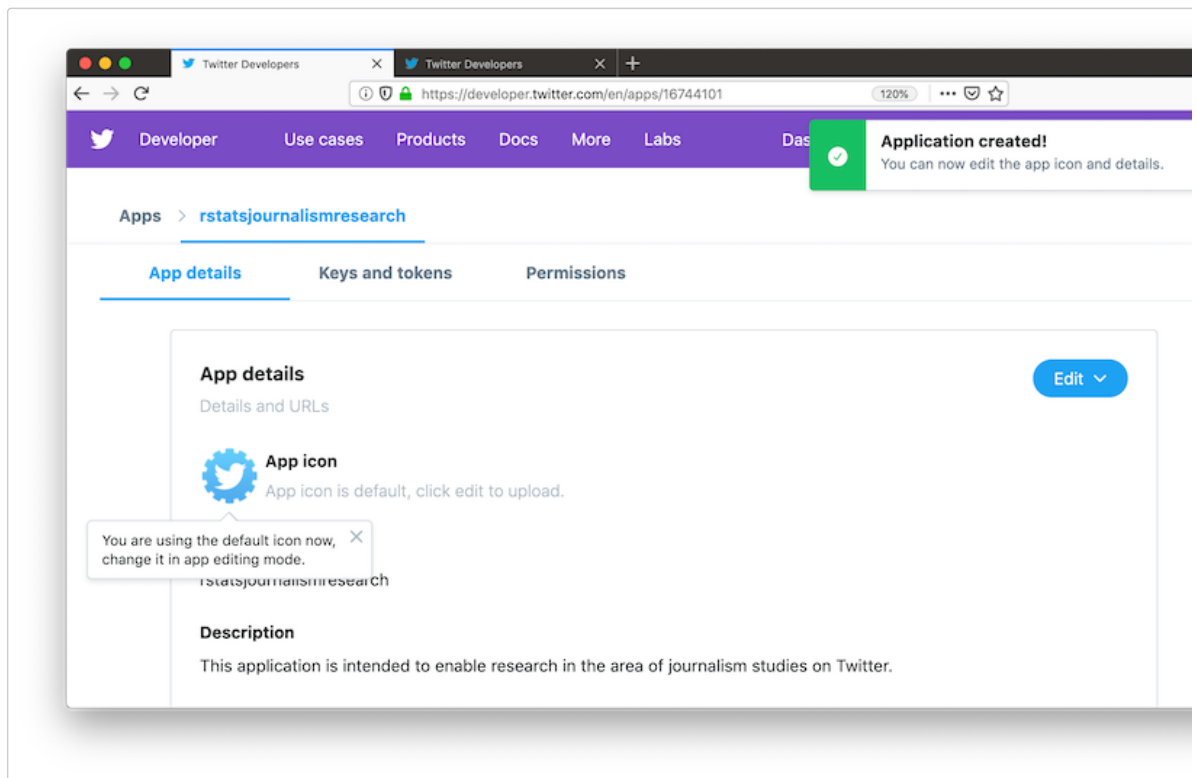 Twitter Developers
Twitter Developers
https://developer.twitter.com/en/apps/16744101 120%
Developer Use cases Products Docs More Labs Das
Application created!
You can now edit the app icon and details.
Apps > rstatsjournalismresearch
App details Keys and tokens Permissions
App details
Edit
Details and URLs
App icon
App icon is default, click edit to upload.
You are using the default icon now,
change it in app editing mode.
rstatsjournalismresearch
Description
This application is intended to enable research in the area of journalism studies on Twitter.